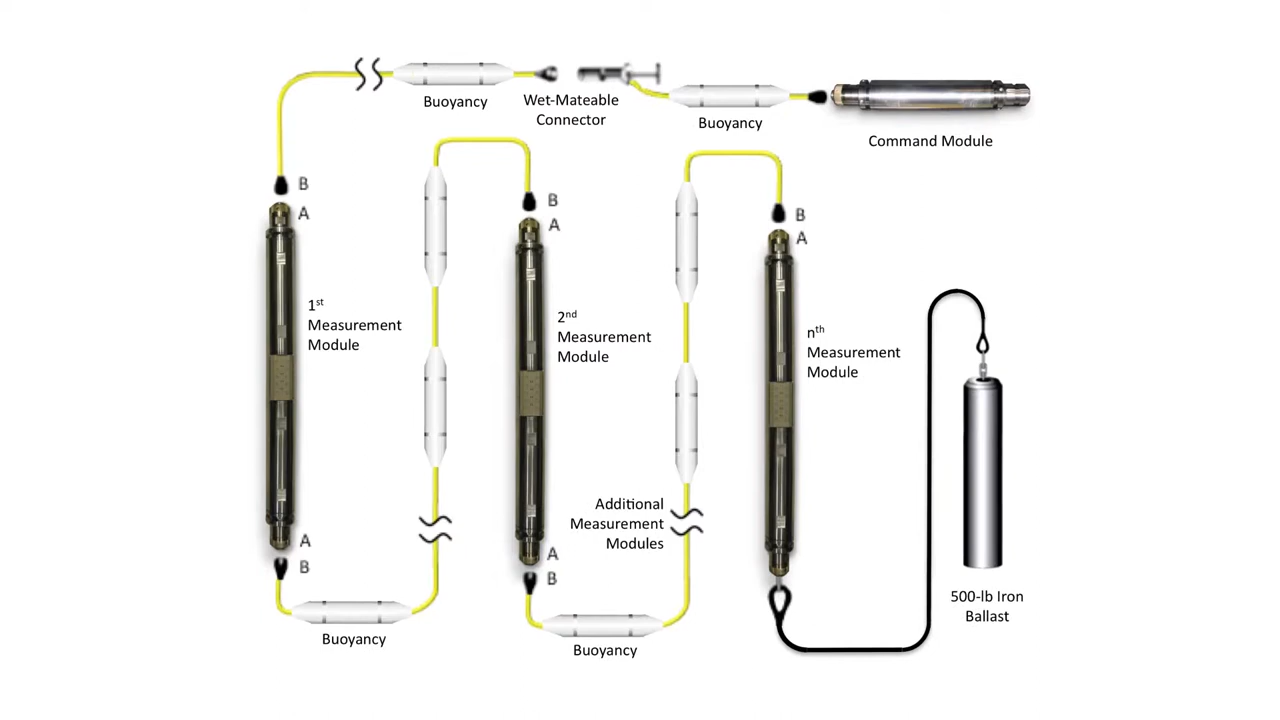 Buoyancy
Wet-Mateable
Connector
Buoyancy
Command Module
B
A
1st
Measurement
Module
A
B
Buoyancy
B
A
2nd
Measurement
Module
A
B
Buoyancy
Additional
Measurement
Modules
B
A
nth
Measurement
Module
500-lb Iron
Ballast